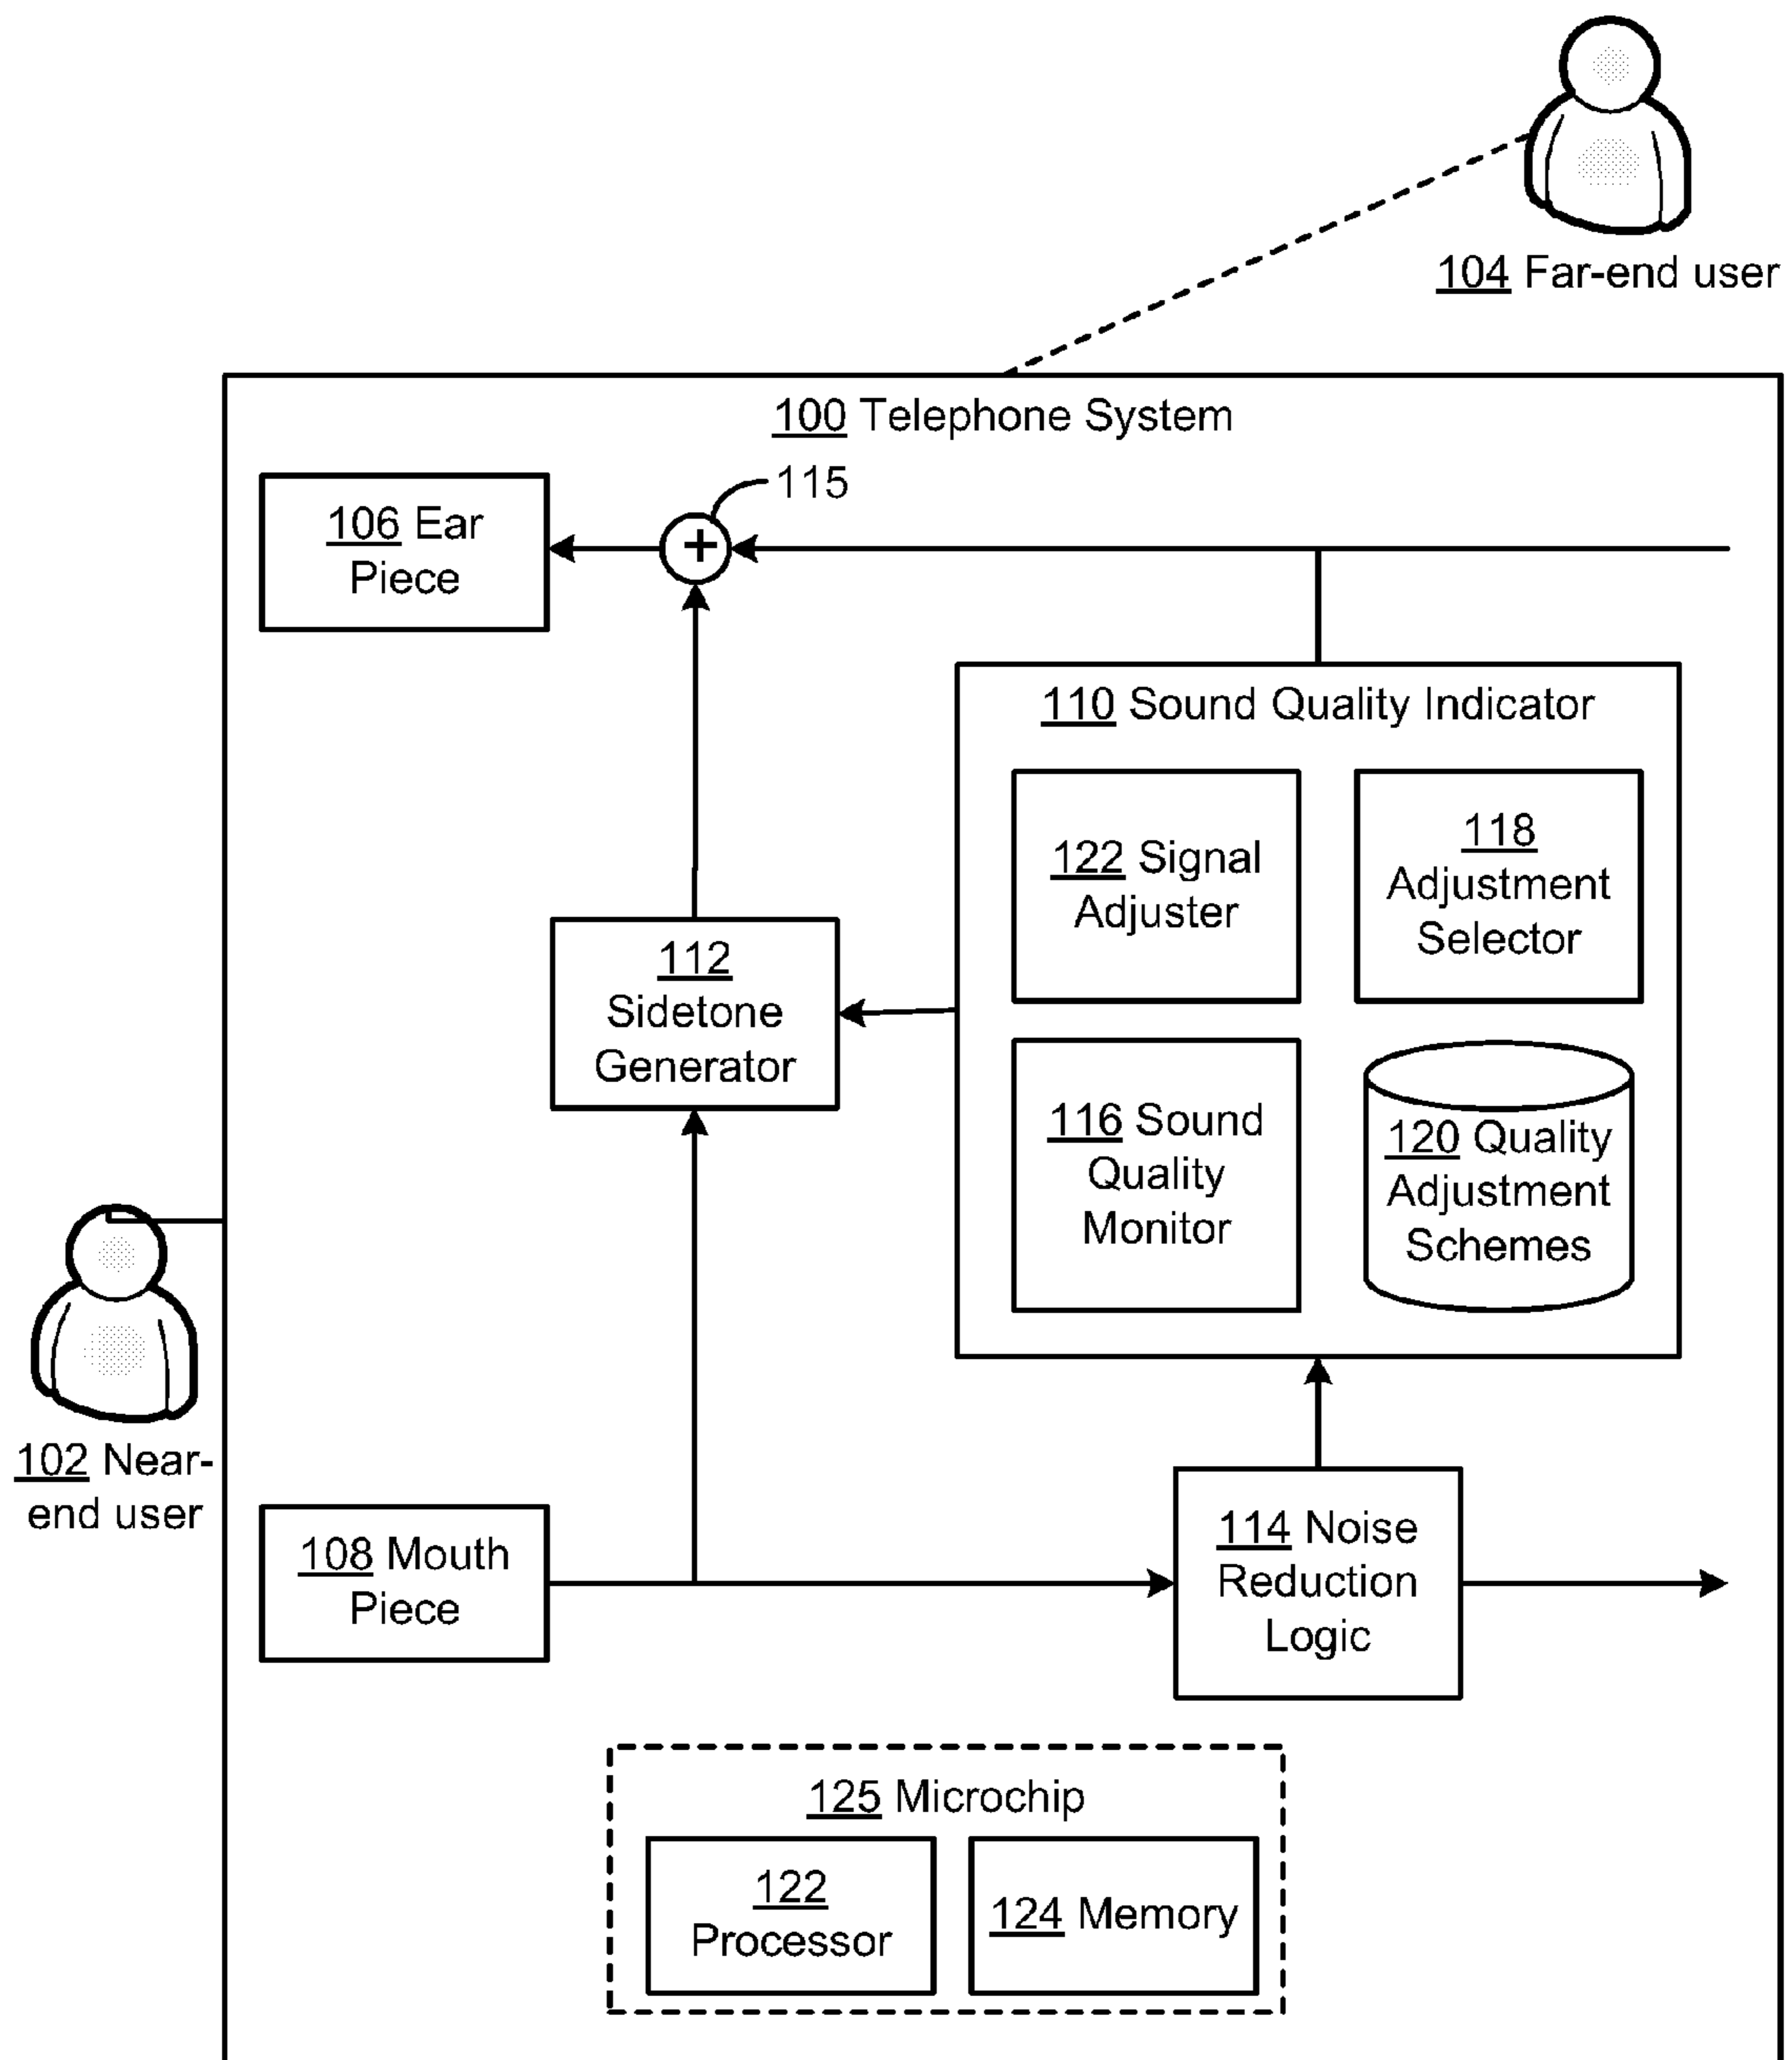 104 Far-end user
100 Telephone System
115
106 Ear
Piece
110 Sound Quality Indicator
122 Signal
Adjuster
118
Adjustment
Selector
112
Sidetone
Generator
116 Sound
Quality
Monitor
120 Quality
Adjustment
Schemes
102 Near-
end user
108 Mouth
Piece
114 Noise
Reduction
Logic
125 Microchip
122
Processor
124 Memory